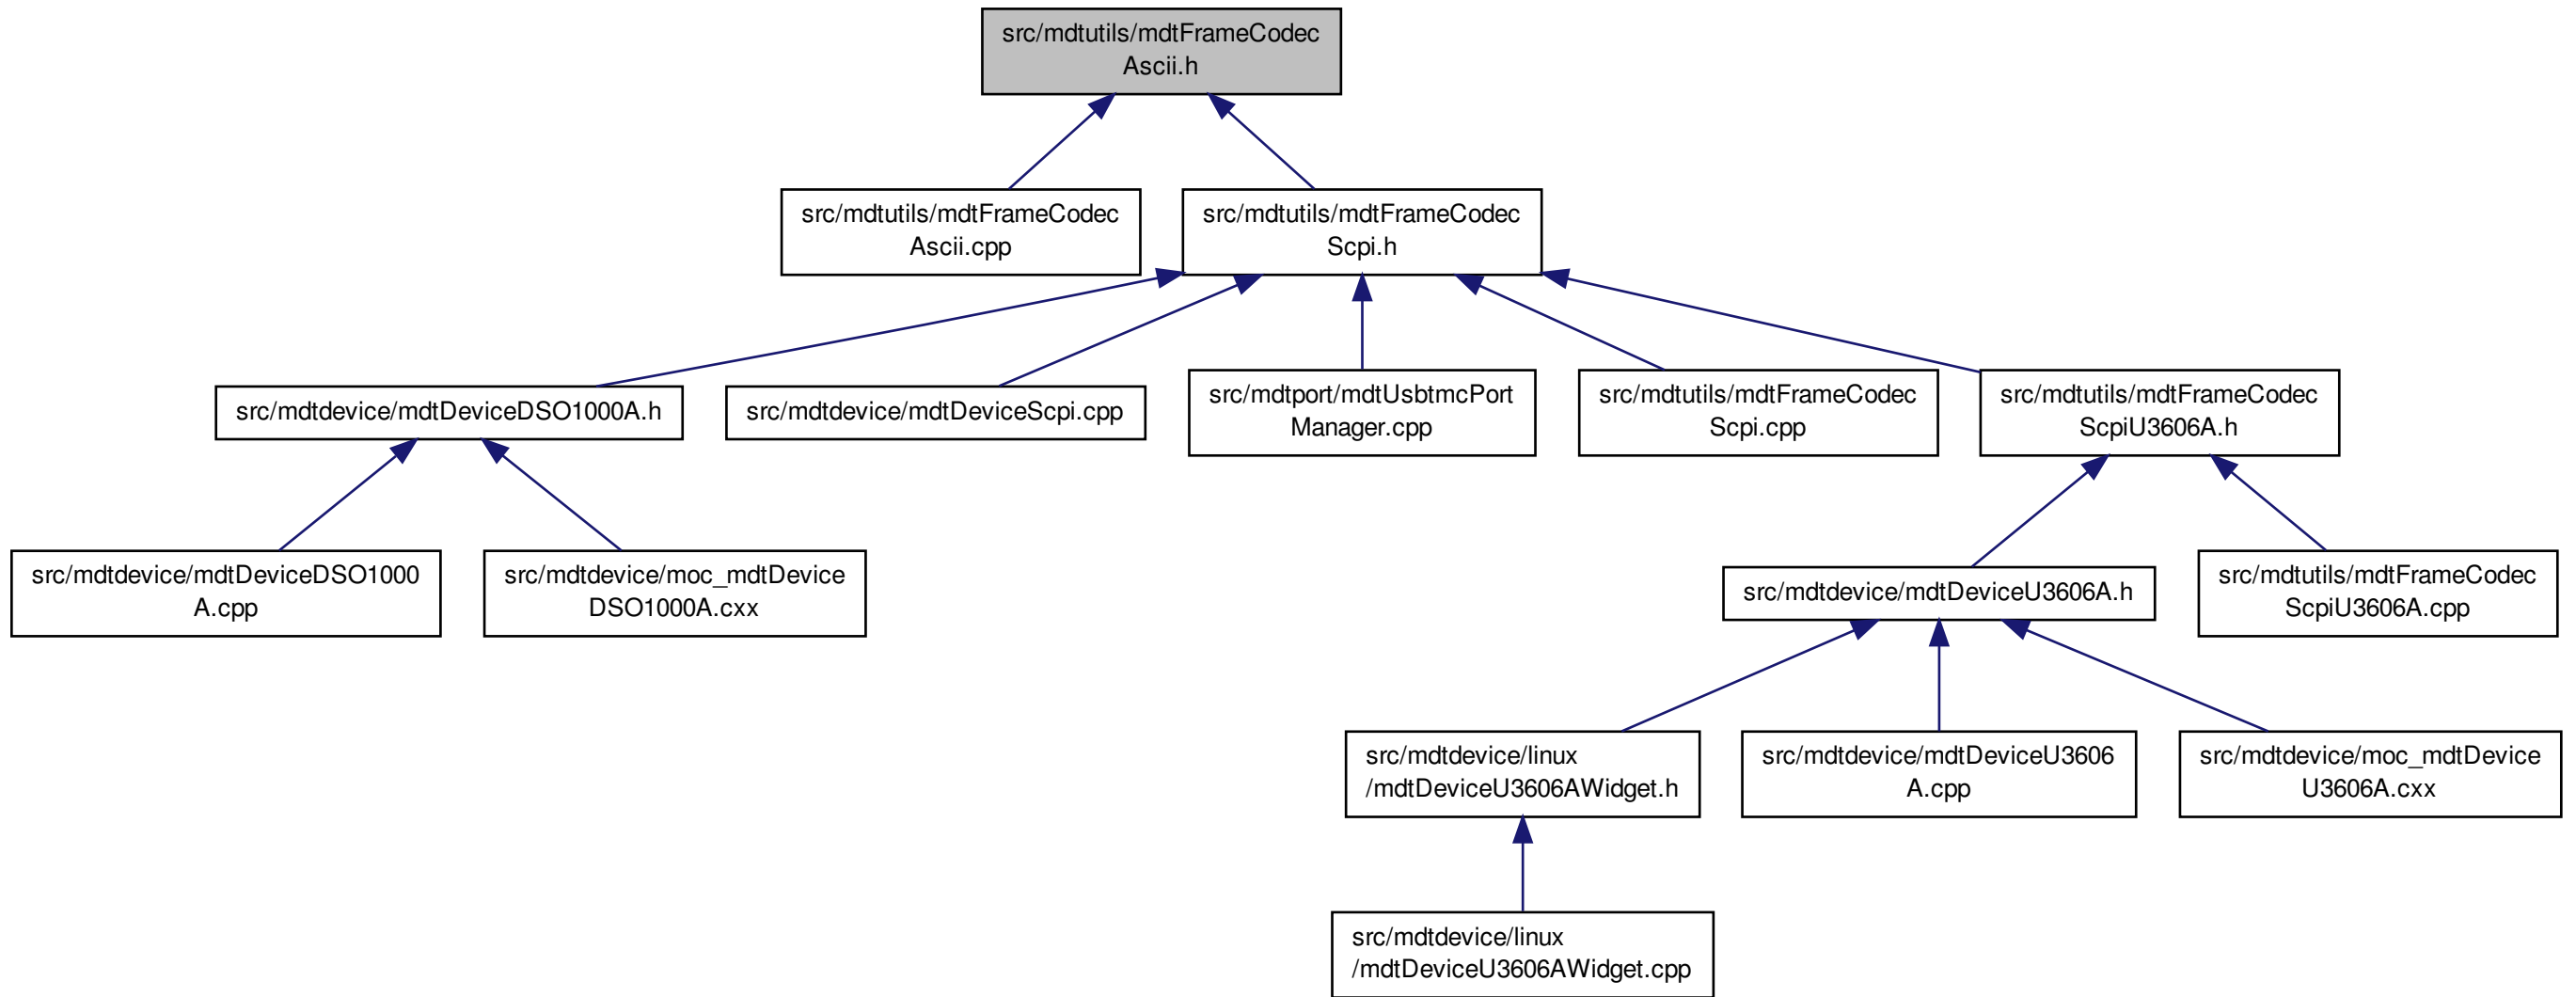 src/mdtutils/mdtFrameCodec
Ascii.h
src/mdtutils/mdtFrameCodec
Ascii.cpp
src/mdtutils/mdtFrameCodec
Scpi.h
src/mdtdevice/mdtDeviceDSO1000A.h
src/mdtdevice/mdtDeviceScpi.cpp
src/mdtport/mdtUsbtmcPort
Manager.cpp
src/mdtutils/mdtFrameCodec
Scpi.cpp
src/mdtutils/mdtFrameCodec
ScpiU3606A.h
src/mdtdevice/mdtDeviceDSO1000
A.cpp
src/mdtdevice/moc_mdtDevice
DSO1000A.cxx
src/mdtdevice/mdtDeviceU3606A.h
src/mdtutils/mdtFrameCodec
ScpiU3606A.cpp
src/mdtdevice/linux
/mdtDeviceU3606AWidget.h
src/mdtdevice/mdtDeviceU3606
A.cpp
src/mdtdevice/moc_mdtDevice
U3606A.cxx
src/mdtdevice/linux
/mdtDeviceU3606AWidget.cpp